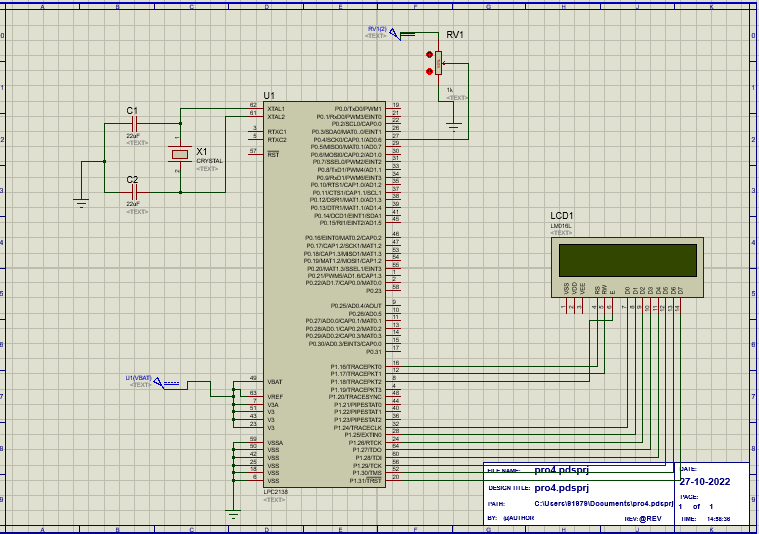 A B C D E F G H J K
0
1
2
3
4
5
6
7
8
9
RV1(2)
<TEXT>
RV1
1k
<TEXT>
U1
C1
22uF
<TEXT>
X1
CRYSTAL
<TEXT>
1
2
C2
22uF
<TEXT>
62 XTAL1
61 XTAL2
3 RTXC1
5 RTXC2
57 RST
P0.0/TxD0/PWM1 19
P0.1/RxD0/PWM3/EINT0 21
P0.2/SCL0/CAP0.0 22
P0.3/SDA0/MAT0..0/EINT1 26
P0.4/SCK0/CAP0.1/AD0.6 27
P0.5/MISO0/MAT0.1/AD0.7 29
P0.6/MOSI0/CAP0.2/AD1.0 30
P0.7/SSEL0/PWM2/EINT2 31
P0.8/TxD1/PWM4/AD1.1 33
P0.9/RxD1/PWM6/EINT3 34
P0.10/RTS1/CAP1.0/AD1.2 35
P0.11/CTS1/CAP1.1/SCL1 37
P0.12/DSR1/MAT1.0/AD1.3 38
P0.13/DTR1/MAT1.1/AD1.4 39
P0.14/DCD1/EINT1/SDA1 41
P0.15/RI1/EINT2/AD1.5 45
P0.16/EINT0/MAT0.2/CAP0.2 46
P0.17/CAP1.2/SCK1/MAT1.2 47
P0.18/CAP1.3/MISO1/MAT1.3 53
P0.19/MAT1.2/MOSI1/CAP1.2 54
P0.20/MAT1.3/SSEL1/EINT3 55
P0.21/PWM5/AD1.6/CAP1.3 1
P0.22/AD1.7/CAP0.0/MAT0.0 2
P0.23 58
P0.25/AD0.4/AOUT 9
P0.26/AD0.5 10
P0.27/AD0.0/CAP0.1/MAT0.1 11
P0.28/AD0.1/CAP0.2/MAT0.2 13
P0.29/AD0.2/CAP0.3/MAT0.3 14
P0.30/AD0.3/EINT3/CAP0.0 15
P0.31 17
P1.16/TRACEPKT0 16
P1.17/TRACEPKT1 12
P1.18/TRACEPKT2 8
P1.19/TRACEPKT3 4
P1.20/TRACESYNC 48
P1.21/PIPESTAT0 44
P1.22/PIPESTAT1 40
P1.23/PIPESTAT2 36
P1.24/TRACECLK 32
P1.25/EXTIN0 28
P1.26/RTCK 24
P1.27/TDO 64
P1.28/TDI 60
P1.29/TCK 56
P1.30/TMS 52
P1.31/TRST 20
U1(VBAT)
<TEXT>
49 VBAT
63 VREF
7 V3A
51 V3
43 V3
23 V3
59 VSSA
50 VSS
42 VSS
25 VSS
18 VSS
6 VSS
LPC2138
<TEXT>
LCD1
LM016L
<TEXT>
VSS VDD VEE RS RW E D0 D1 D2 D3 D4 D5 D6 D7
1 2 3 4 5 6 7 8 9 10 11 12 13 14
FILE NAME: pro4.pdsprj
DATE:
27-10-2022
DESIGN TITLE: pro4.pdsprj
PAGE:
PATH: C:\Users\91879\Documents\pro4.pdsprj
1 of 1
BY: @AUTHOR
REV:@REV
TIME: 14:58:36
A B C D E F G H J K